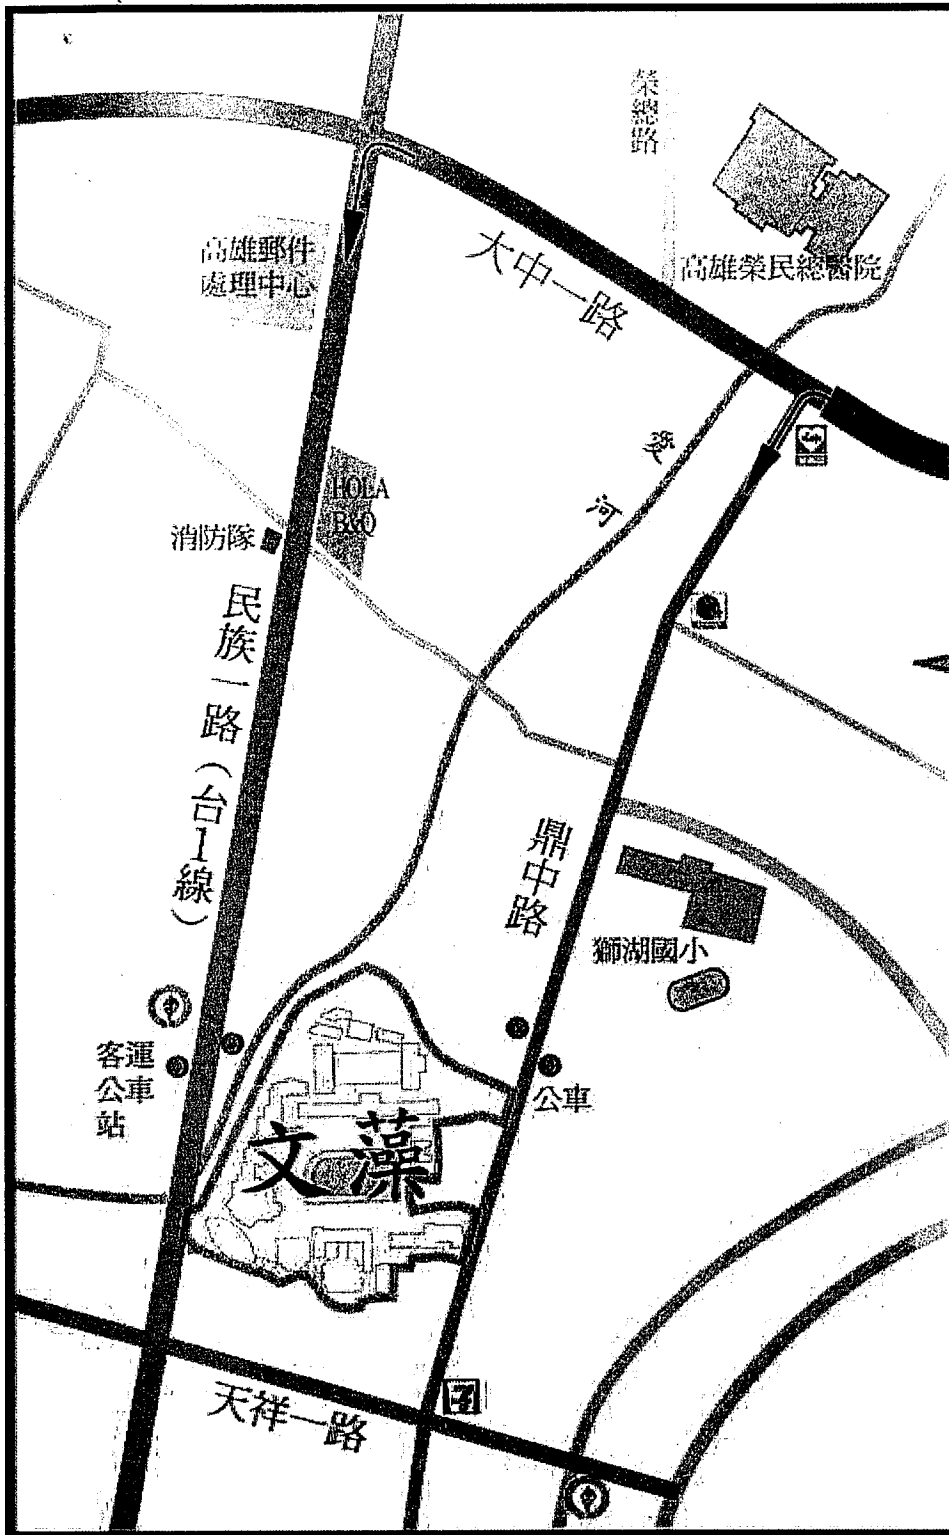 榮總路
高雄榮民總醫院
大中一路
高雄郵件
處理中心
愛河
HOLA
B&Q
消防隊
民族一路（台1線）
鼎中路
獅湖國小
客運
公車
站
公車
文藻
天祥一路